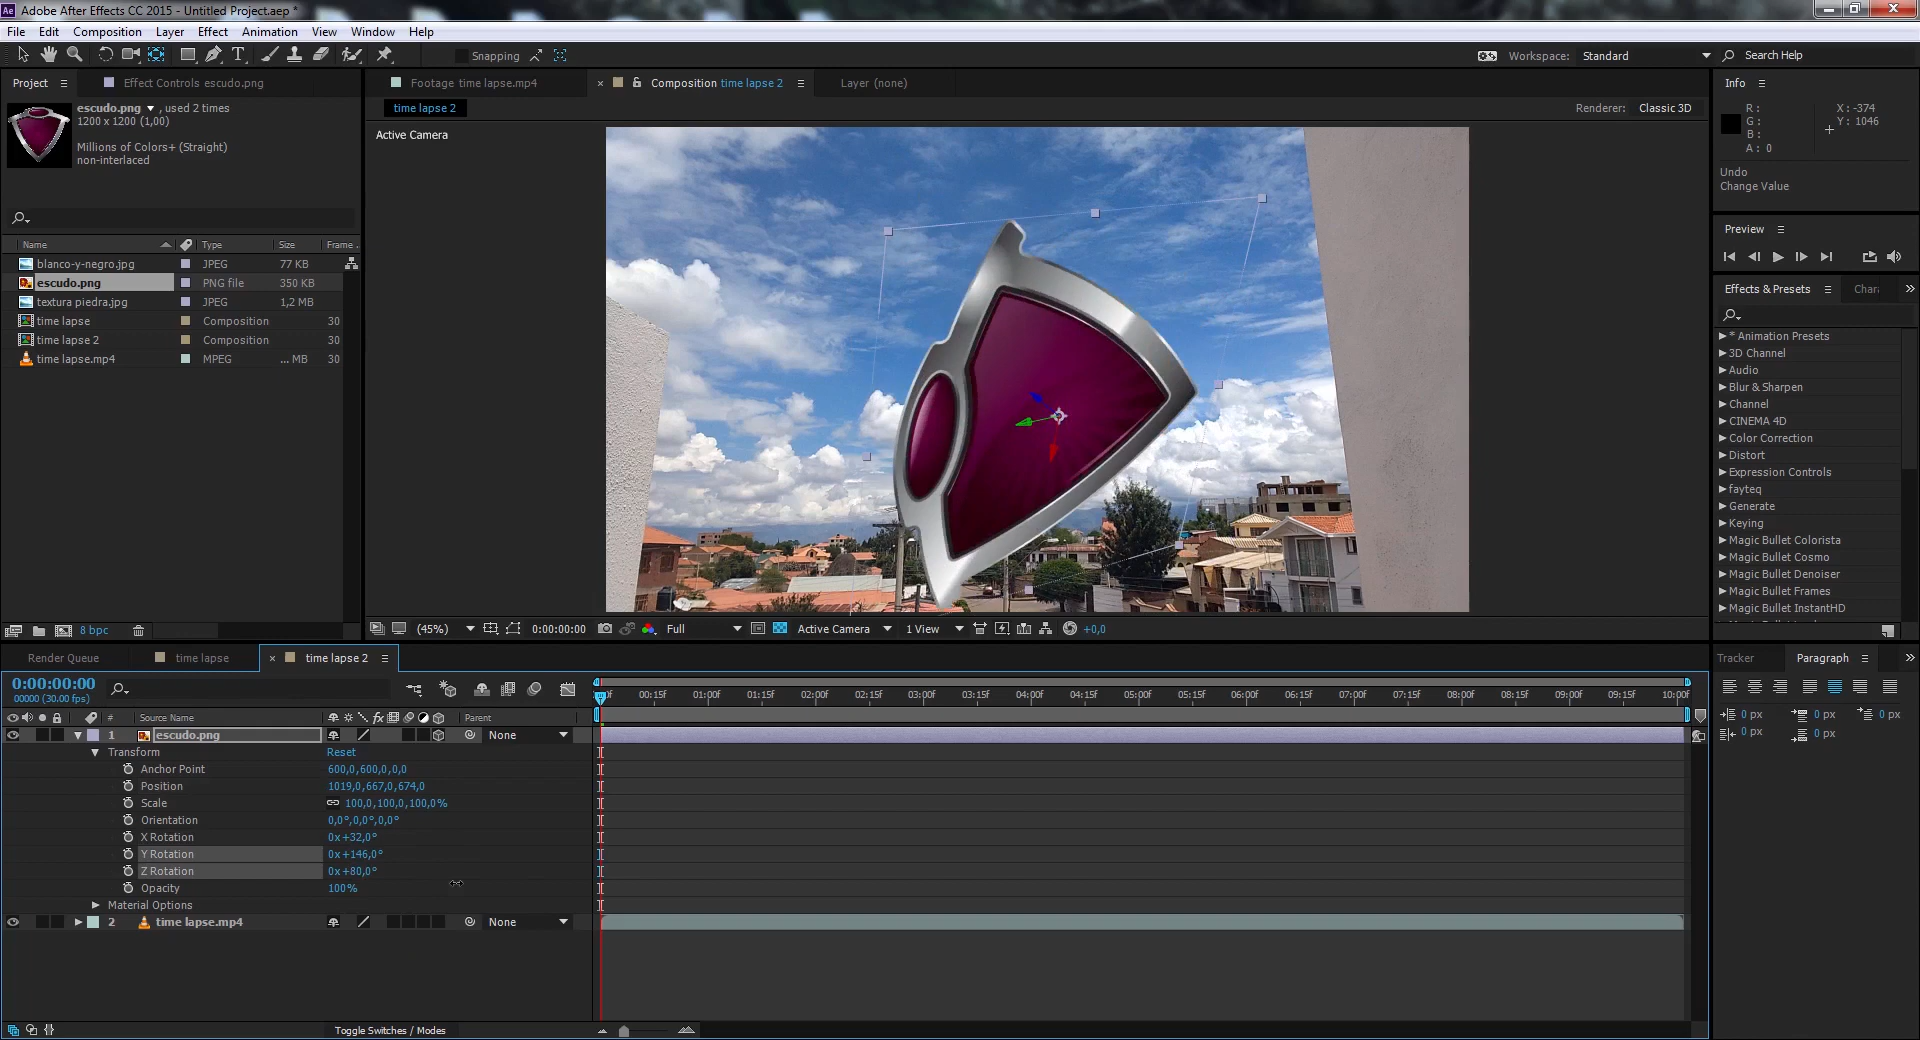 Ae Adobe After Effects CC 2015 - Untitled Project.aep *
File Edit Composition Layer Effect Animation View Window Help
Snapping
Workspace: Standard
Search Help
Project Effect Controls escudo.png
escudo.png , used 2 times
1200 x 1200 (1,00)
Millions of Colors+ (Straight)
non-interlaced
Name Type Size Frame .
blanco-y-negro.jpg JPEG 77 KB
escudo.png PNG file 350 KB
textura piedra.jpg JPEG 1,2 MB
time lapse Composition 30
time lapse 2 Composition 30
time lapse.mp4 MPEG ... MB 30
8 bpc
Footage time lapse.mp4 × Composition time lapse 2 Layer (none)
time lapse 2
Renderer: Classic 3D
Active Camera
(45%) 0:00:00:00 Full Active Camera 1 View +0,0
Info
R :
G :
B :
A : 0
X : -374
Y : 1046
Undo
Change Value
Preview
Effects & Presets Chara
* Animation Presets
3D Channel
Audio
Blur & Sharpen
Channel
CINEMA 4D
Color Correction
Distort
Expression Controls
fayteq
Generate
Keying
Magic Bullet Colorista
Magic Bullet Cosmo
Magic Bullet Denoiser
Magic Bullet Frames
Magic Bullet InstantHD
Render Queue time lapse × time lapse 2
0:00:00:00
00000 (30.00 fps)
00:15f 01:00f 01:15f 02:00f 02:15f 03:00f 03:15f 04:00f 04:15f 05:00f 05:15f 06:00f 06:15f 07:00f 07:15f 08:00f 08:15f 09:00f 09:15f 10:00f
# Source Name fx Parent
1 escudo.png None
Transform Reset
Anchor Point 600,0,600,0,0,0
Position 1019,0,667,0,674,0
Scale 100,0,100,0,100,0%
Orientation 0,0°,0,0°,0,0°
X Rotation 0x+32,0°
Y Rotation 0x+146,0°
Z Rotation 0x+80,0°
Opacity 100%
Material Options
2 time lapse.mp4 None
Toggle Switches / Modes
Tracker Paragraph
0 px 0 px 0 px
0 px 0 px